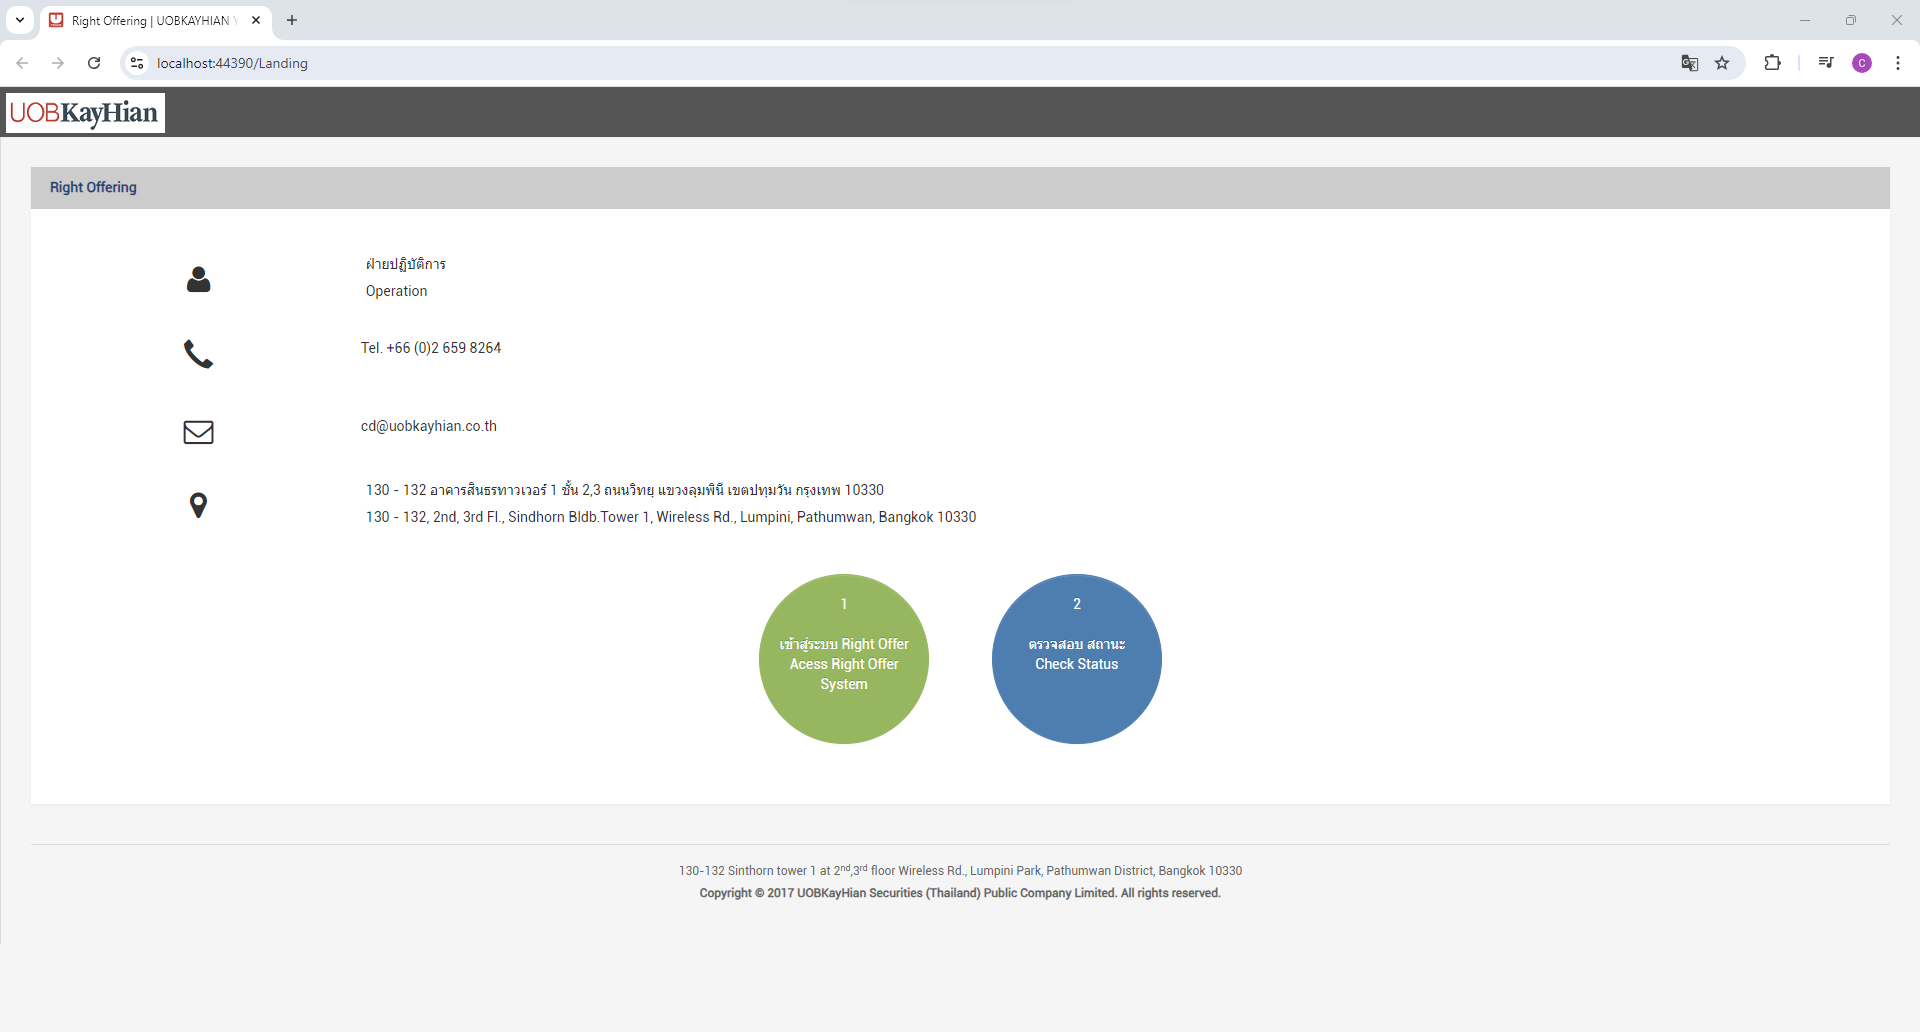 Right Offering | UOBKAYHIAN
localhost:44390/Landing
C
UOBKayHian
Right Offering
ฝ่ายปฏิบัติการ
Operation
Tel. +66 (0)2 659 8264
cd@uobkayhian.co.th
130 - 132 อาคารสินธรทาวเวอร์ 1 ชั้น 2,3 ถนนวิทยุ แขวงลุมพินี เขตปทุมวัน กรุงเทพ 10330
130 - 132, 2nd, 3rd Fl., Sindhorn Bldb.Tower 1, Wireless Rd., Lumpini, Pathumwan, Bangkok 10330
1
เข้าสู่ระบบ Right Offer
Acess Right Offer
System
2
ตรวจสอบ สถานะ
Check Status
130-132 Sinthorn tower 1 at 2nd,3rd floor Wireless Rd., Lumpini Park, Pathumwan District, Bangkok 10330
Copyright © 2017 UOBKayHian Securities (Thailand) Public Company Limited. All rights reserved.